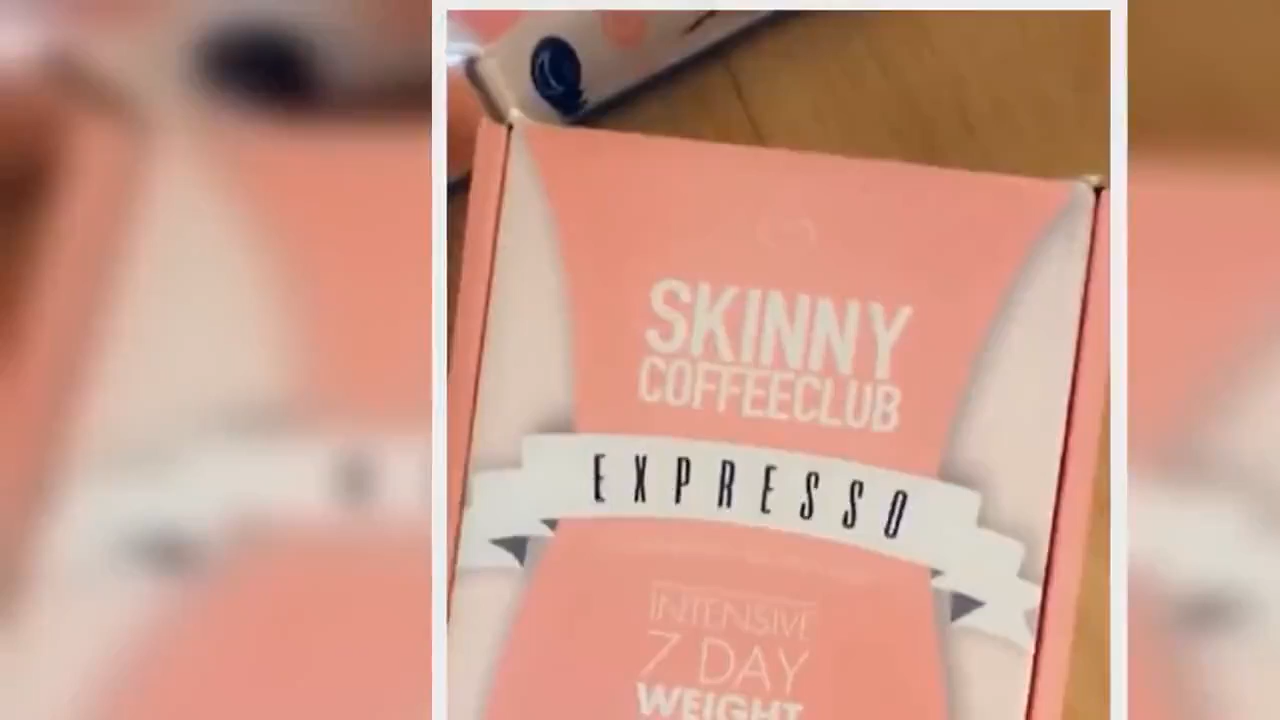 SKINNY
COFFEECLUB
EXPRESSO
INTENSIVE
7 DAY
WEIGHT